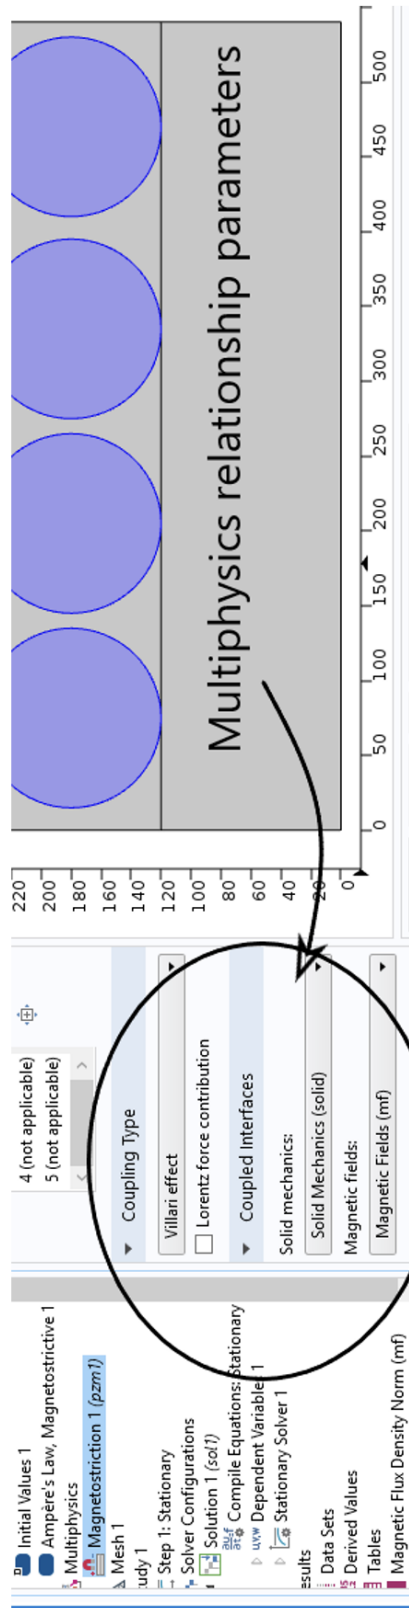 Initial Values 1
Ampère's Law, Magnetostrictive 1
Multiphysics
Magnetostriction 1 (pzm1)
Mesh 1
udy 1
Step 1: Stationary
Solver Configurations
Solution 1 (sol1)
Compile Equations: Stationary
Dependent Variables 1
Stationary Solver 1
esults
Data Sets
Derived Values
Tables
Magnetic Flux Density Norm (mf)
4 (not applicable)
5 (not applicable)
Coupling Type
Villari effect
Lorentz force contribution
Coupled Interfaces
Solid mechanics:
Solid Mechanics (solid)
Magnetic fields:
Magnetic Fields (mf)
220
200
180
160
140
120
100
80
60
40
20
0
Multiphysics relationship parameters
0 50 100 150 200 250 300 350 400 450 500